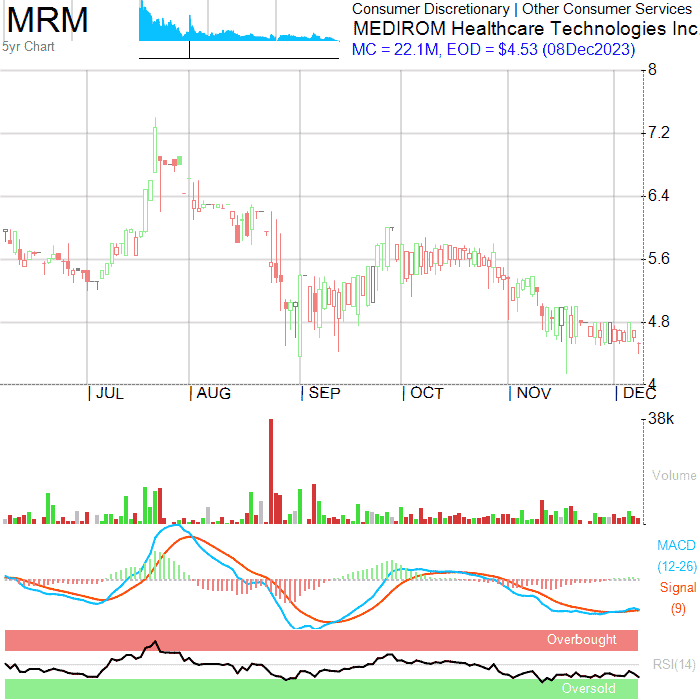 MRM
5yr Chart
Consumer Discretionary | Other Consumer Services
MEDIROM Healthcare Technologies Inc
MC = 22.1M, EOD = $4.53 (08Dec2023)
8
7.2
6.4
5.6
4.8
4
JUL AUG SEP OCT NOV DEC
38k
Volume
MACD
(12-26)
Signal
(9)
Overbought
RSI(14)
Oversold